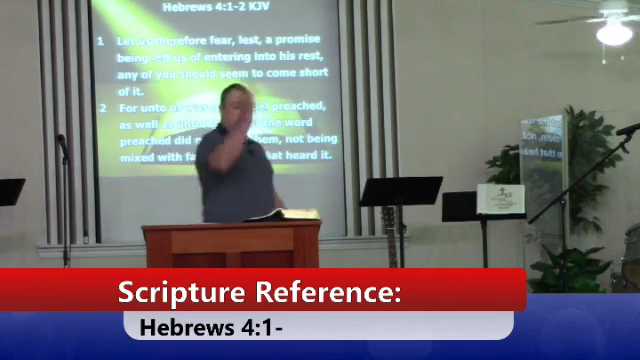 Hebrews 4:1-2 KJV
1 Let us therefore fear, lest, a promise
being left us of entering into his rest,
any of you should seem to come short
of it.
2 For unto us was preached,
as well as the word
preached did not being
mixed with heard it.
Scripture Reference:
Hebrews 4:1-